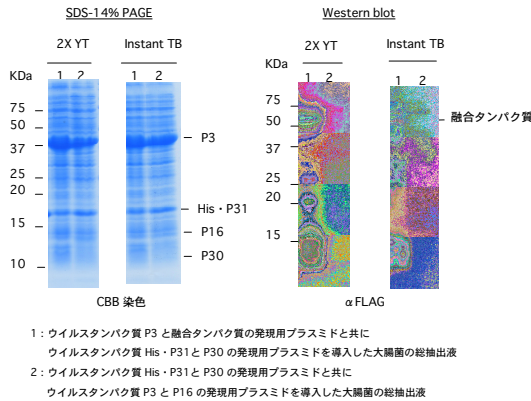 SDS-14% PAGE
Western blot
2X YT
Instant TB
2X YT
Instant TB
KDa
1 2
1 2
KDa
1 2
1 2
75
50
37
25
20
15
10
P3
His・P31
P16
P30
75
50
37
25
20
15
融合タンパク質
CBB 染色
αFLAG
1：ウイルスタンパク質 P3 と融合タンパク質の発現用プラスミドと共に
ウイルスタンパク質 His・P31と P30 の発現用プラスミドを導入した大腸菌の総抽出液
2：ウイルスタンパク質 His・P31と P30 の発現用プラスミドと共に
ウイルスタンパク質 P3 と P16 の発現用プラスミドを導入した大腸菌の総抽出液